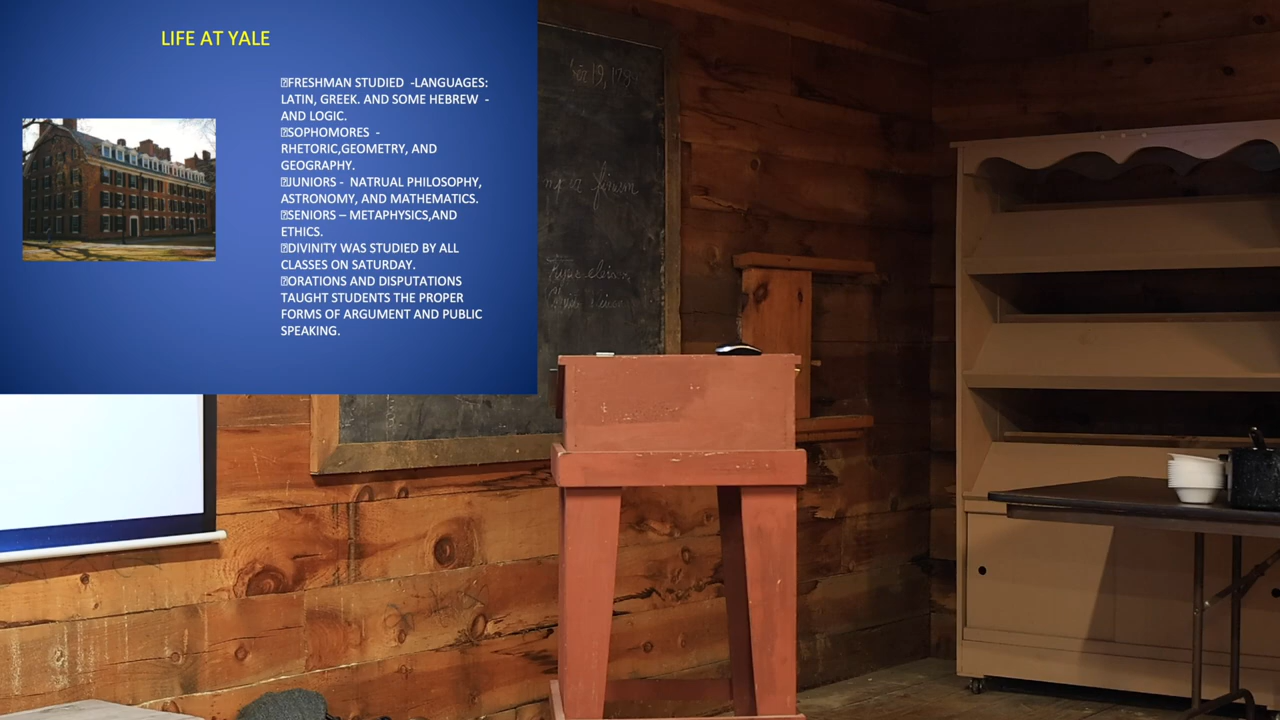 LIFE AT YALE
⍰FRESHMAN STUDIED -LANGUAGES:
LATIN, GREEK. AND SOME HEBREW -
AND LOGIC.
⍰SOPHOMORES -
RHETORIC,GEOMETRY, AND
GEOGRAPHY.
⍰JUNIORS - NATRUAL PHILOSOPHY,
ASTRONOMY, AND MATHEMATICS.
⍰SENIORS – METAPHYSICS,AND
ETHICS.
⍰DIVINITY WAS STUDIED BY ALL
CLASSES ON SATURDAY.
⍰ORATIONS AND DISPUTATIONS
TAUGHT STUDENTS THE PROPER
FORMS OF ARGUMENT AND PUBLIC
SPEAKING.